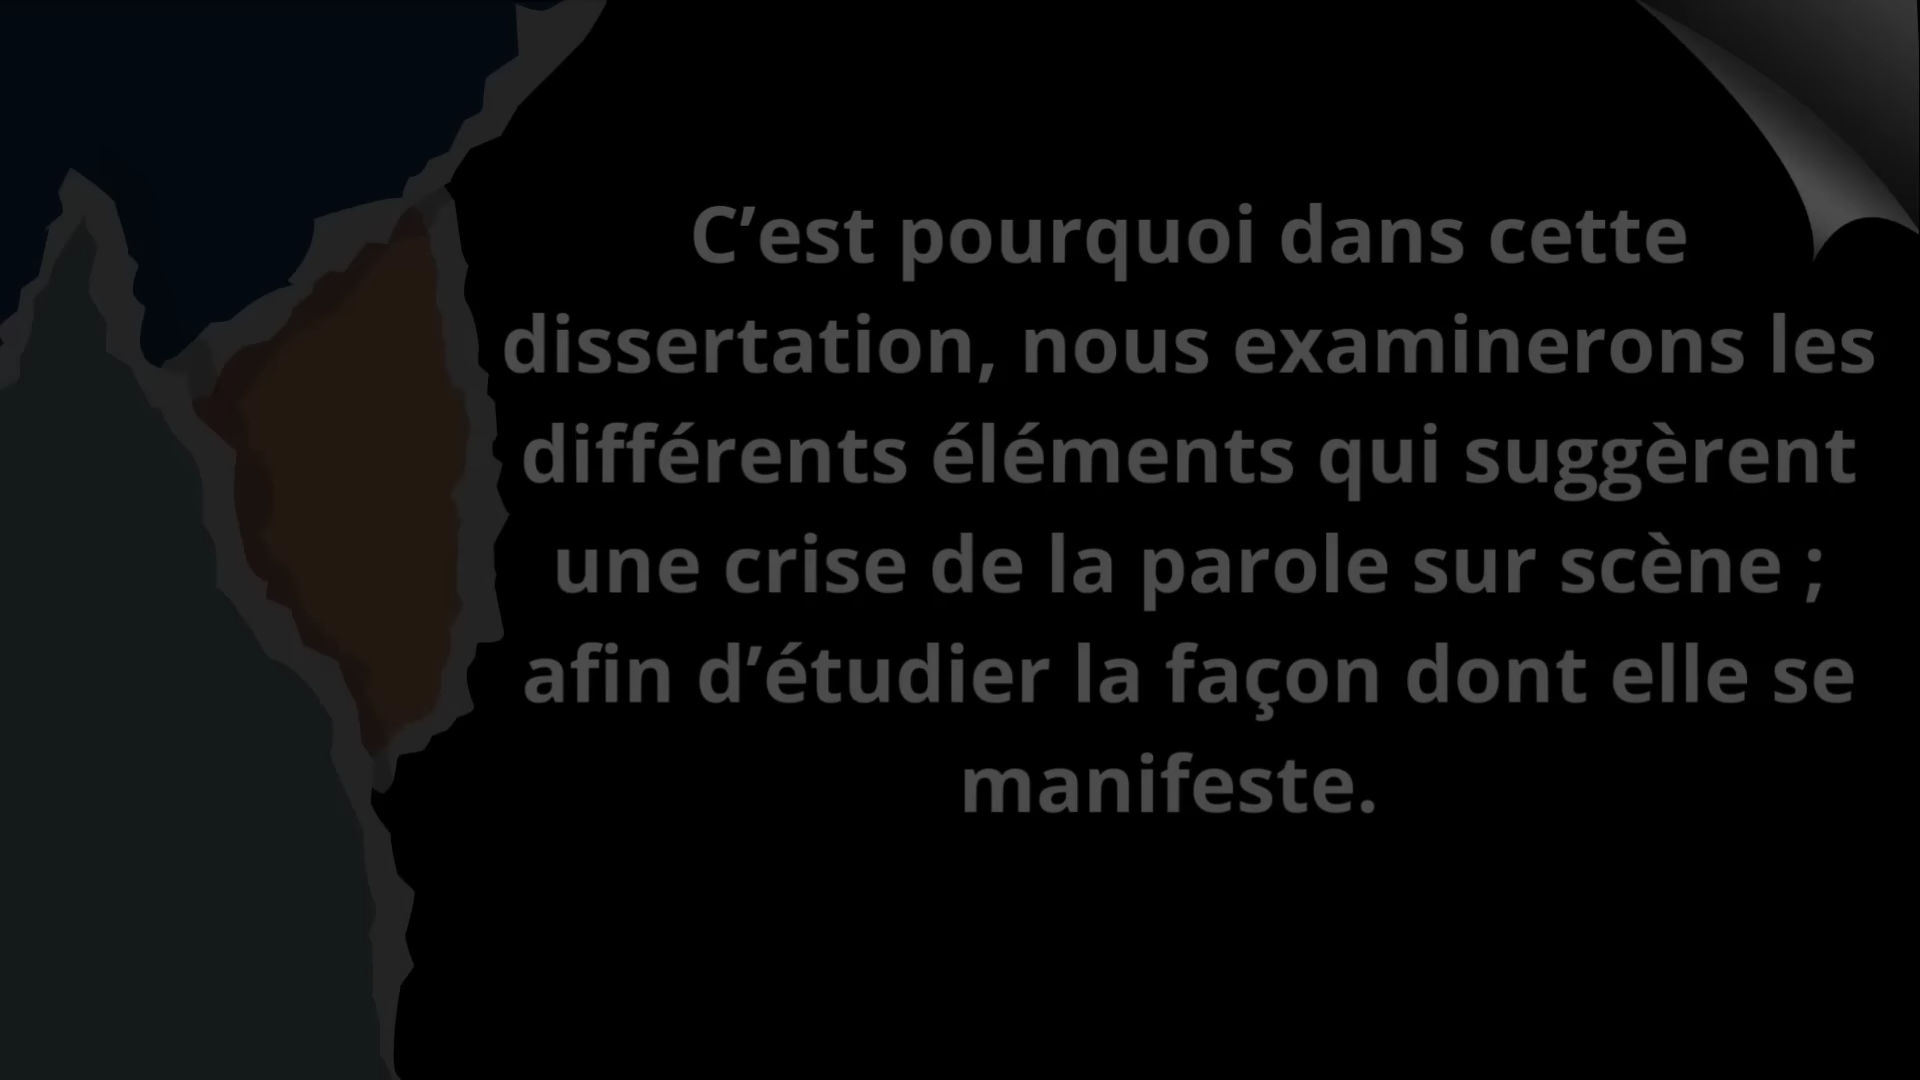 C’est pourquoi dans cette
dissertation, nous examinerons les
différents éléments qui suggèrent
une crise de la parole sur scène ;
afin d’étudier la façon dont elle se
manifeste.